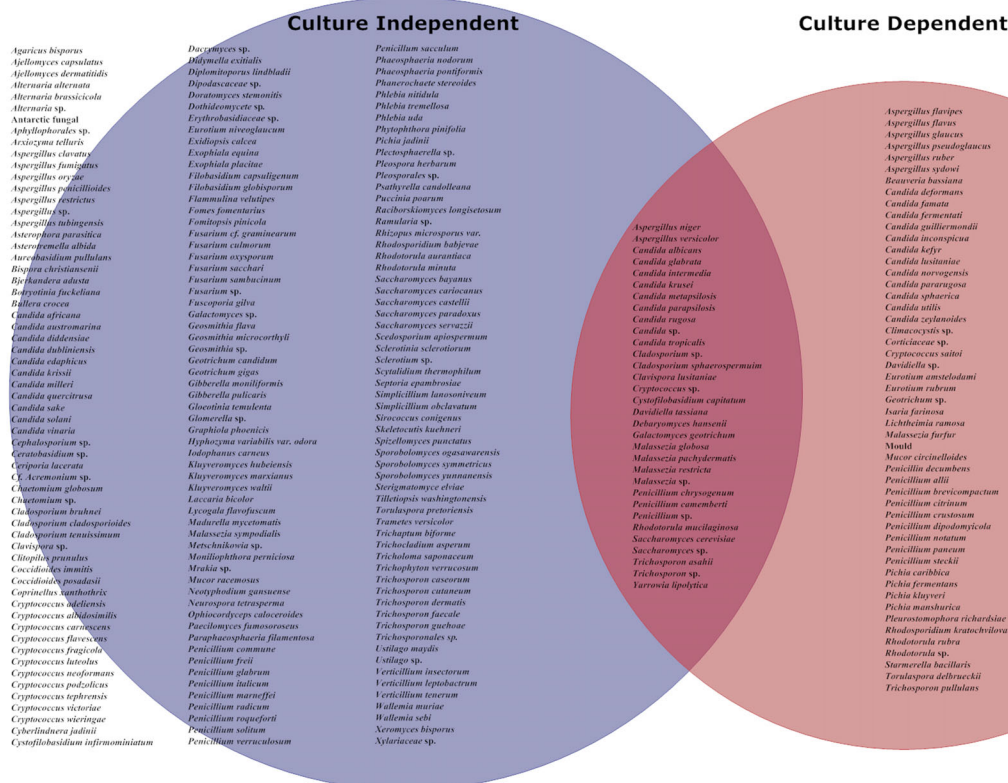 Culture Independent
Culture Dependent
Agaricus bisporus
Ajellomyces capsulatus
Ajellomyces dermatitidis
Alternaria alternata
Alternaria brassicicola
Alternaria sp.
Antarctic fungal
Aphyllophorales sp.
Arxiozyma telluris
Aspergillus clavatus
Aspergillus fumigatus
Aspergillus oryzae
Aspergillus penicillioides
Aspergillus restrictus
Aspergillus sp.
Aspergillus tubingensis
Asterophora parasitica
Asterotremella albida
Aureobasidium pullulans
Bispora christiansenii
Bjerkandera adusta
Botryotinia fuckeliana
Bullera crocea
Candida africana
Candida austromarina
Candida diddensiae
Candida dubliniensis
Candida edaphicus
Candida krissii
Candida milleri
Candida quercitrusa
Candida sake
Candida solani
Candida vinaria
Cephalosporium sp.
Ceratobasidium sp.
Ceriporia lacerata
Cf. Acremonium sp.
Chaetomium globosum
Chaetomium sp.
Cladosporium bruhnei
Cladosporium cladosporioides
Cladosporium tenuissimum
Clavispora sp.
Clitopilus prunulus
Coccidioides immitis
Coccidioides posadasii
Coprinellus xanthothrix
Cryptococcus adeliensis
Cryptococcus albidosimilis
Cryptococcus carnescens
Cryptococcus flavescens
Cryptococcus fragicola
Cryptococcus luteolus
Cryptococcus neoformans
Cryptococcus podzolicus
Cryptococcus tephrensis
Cryptococcus victoriae
Cryptococcus wieringae
Cyberlindnera jadinii
Cystofilobasidium infirmominiatum
Dacrymyces sp.
Didymella exitialis
Diplomitoporus lindbladii
Dipodascaceae sp.
Doratomyces stemonitis
Dothideomycete sp.
Erythrobasidiaceae sp.
Eurotium niveoglaucum
Exidiopsis calcea
Exophiala equina
Exophiala placitae
Filobasidium capsuligenum
Filobasidium globisporum
Flammulina velutipes
Fomes fomentarius
Fomitopsis pinicola
Fusarium cf. graminearum
Fusarium culmorum
Fusarium oxysporum
Fusarium sacchari
Fusarium sambucinum
Fusarium sp.
Fuscoporia gilva
Galactomyces sp.
Geosmithia flava
Geosmithia microcorthyli
Geosmithia sp.
Geotrichum candidum
Geotrichum gigas
Gibberella moniliformis
Gibberella pulicaris
Gloeotinia temulenta
Glomerella sp.
Graphiola phoenicis
Hyphozyma variabilis var. odora
Iodophanus carneus
Kluyveromyces hubeiensis
Kluyveromyces marxianus
Kluyveromyces waltii
Laccaria bicolor
Lycogala flavofuscum
Madurella mycetomatis
Malassezia sympodialis
Metschnikowia sp.
Moniliophthora perniciosa
Mrakia sp.
Mucor racemosus
Neotyphodium gansuense
Neurospora tetrasperma
Ophiocordyceps caloceroides
Paecilomyces fumosoroseus
Paraphaeosphaeria filamentosa
Penicillium commune
Penicillium freii
Penicillium glabrum
Penicillium italicum
Penicillium marneffei
Penicillium radicum
Penicillium roqueforti
Penicillium solitum
Penicillium verruculosum
Penicillum sacculum
Phaeosphaeria nodorum
Phaeosphaeria pontiformis
Phanerochaete stereoides
Phlebia nitidula
Phlebia tremellosa
Phlebia uda
Phytophthora pinifolia
Pichia jadinii
Plectosphaerella sp.
Pleospora herbarum
Pleosporales sp.
Psathyrella candolleana
Puccinia poarum
Raciborskiomyces longisetosum
Ramularia sp.
Rhizopus microsporus var.
Rhodosporidium babjevae
Rhodotorula aurantiaca
Rhodotorula minuta
Saccharomyces bayanus
Saccharomyces cariocanus
Saccharomyces castellii
Saccharomyces paradoxus
Saccharomyces servazzii
Scedosporium apiospermum
Sclerotinia sclerotiorum
Sclerotium sp.
Scytalidium thermophilum
Septoria epambrosiae
Simplicillium lanosoniveum
Simplicillium obclavatum
Sirococcus conigenus
Skeletocutis kuehneri
Spizellomyces punctatus
Sporobolomyces ogasawarensis
Sporobolomyces symmetricus
Sporobolomyces yunnanensis
Sterigmatomyce elviae
Tilletiopsis washingtonensis
Torulaspora pretoriensis
Trametes versicolor
Trichaptum biforme
Trichocladium asperum
Tricholoma saponaceum
Trichophyton verrucosum
Trichosporon caseorum
Trichosporon cutaneum
Trichosporon dermatis
Trichosporon faecale
Trichosporon guehoae
Trichosporonales sp.
Ustilago maydis
Ustilago sp.
Verticillium insectorum
Verticillium leptobactrum
Verticillium tenerum
Wallemia muriae
Wallemia sebi
Xeromyces bisporus
Xylariaceae sp.
Aspergillus niger
Aspergillus versicolor
Candida albicans
Candida glabrata
Candida intermedia
Candida krusei
Candida metapsilosis
Candida parapsilosis
Candida rugosa
Candida sp.
Candida tropicalis
Cladosporium sp.
Cladosporium sphaerospermuim
Clavispora lusitaniae
Cryptococcus sp.
Cystofilobasidium capitatum
Davidiella tassiana
Debaryomyces hansenii
Galactomyces geotrichum
Malassezia globosa
Malassezia pachydermatis
Malassezia restricta
Malassezia sp.
Penicillium chrysogenum
Penicillium camemberti
Penicillium sp.
Rhodotorula mucilaginosa
Saccharomyces cerevisiae
Saccharomyces sp.
Trichosporon asahii
Trichosporon sp.
Yarrowia lipolytica
Aspergillus flavipes
Aspergillus flavus
Aspergillus glaucus
Aspergillus pseudoglaucus
Aspergillus ruber
Aspergillus sydowi
Beauveria bassiana
Candida deformans
Candida famata
Candida fermentati
Candida guilliermondii
Candida inconspicua
Candida kefyr
Candida lusitaniae
Candida norvogensis
Candida pararugosa
Candida sphaerica
Candida utilis
Candida zeylanoides
Climacocystis sp.
Corticiaceae sp.
Cryptococcus saitoi
Davidiella sp.
Eurotium amstelodami
Eurotium rubrum
Geotrichum sp.
Isaria farinosa
Lichtheimia ramosa
Malassezia furfur
Mould
Mucor circinelloides
Penicillin decumbens
Penicillium allii
Penicillium brevicompactum
Penicillium citrinum
Penicillium crustosum
Penicillium dipodomyicola
Penicillium notatum
Penicillium paneum
Penicillium steckii
Pichia caribbica
Pichia fermentans
Pichia kluyveri
Pichia manshurica
Pleurostomophora richardsiae
Rhodosporidium kratochvilova
Rhodotorula rubra
Rhodotorula sp.
Starmerella bacillaris
Torulaspora delbrueckii
Trichosporon pullulans